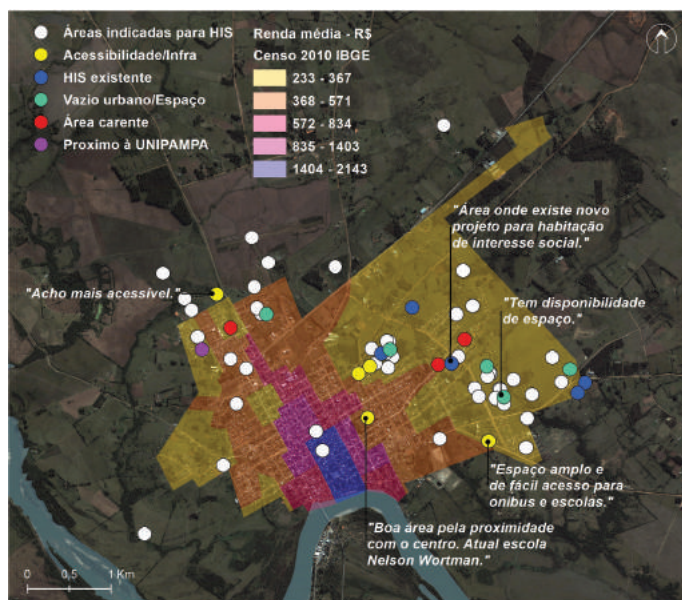 Áreas indicadas para HIS
Acessibilidade/Infra
HIS existente
Vazio urbano/Espaço
Área carente
Proximo à UNIPAMPA
Renda média - R$
Censo 2010 IBGE
233 - 367
368 - 571
572 - 834
835 - 1403
1404 - 2143
"Área onde existe novo
projeto para habitação
de interesse social."
"Acho mais acessível."
"Tem disponibilidade
de espaço."
"Espaço amplo e
de fácil acesso para
onibus e escolas."
"Boa área pela proximidade
com o centro. Atual escola
Nelson Wortman."
0 0,5 1 Km